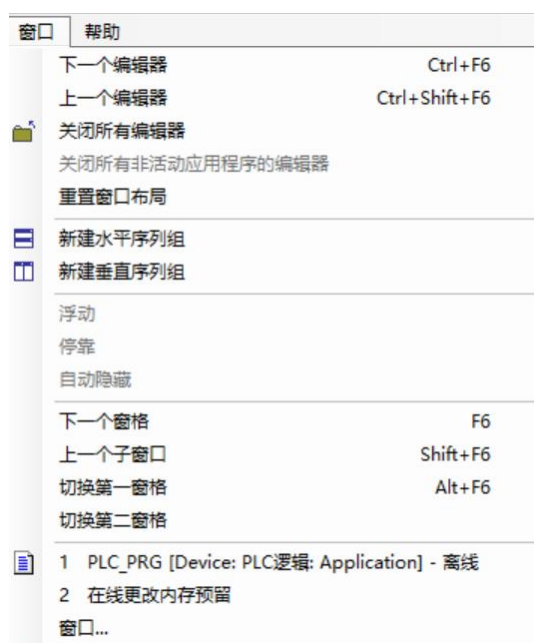 窗口 帮助
下一个编辑器 Ctrl+F6
上一个编辑器 Ctrl+Shift+F6
关闭所有编辑器
关闭所有非活动应用程序的编辑器
重置窗口布局
新建水平序列组
新建垂直序列组
浮动
停靠
自动隐藏
下一个窗格 F6
上一个子窗口 Shift+F6
切换第一窗格 Alt+F6
切换第二窗格
1 PLC_PRG [Device: PLC逻辑: Application] - 离线
2 在线更改内存预留
窗口...